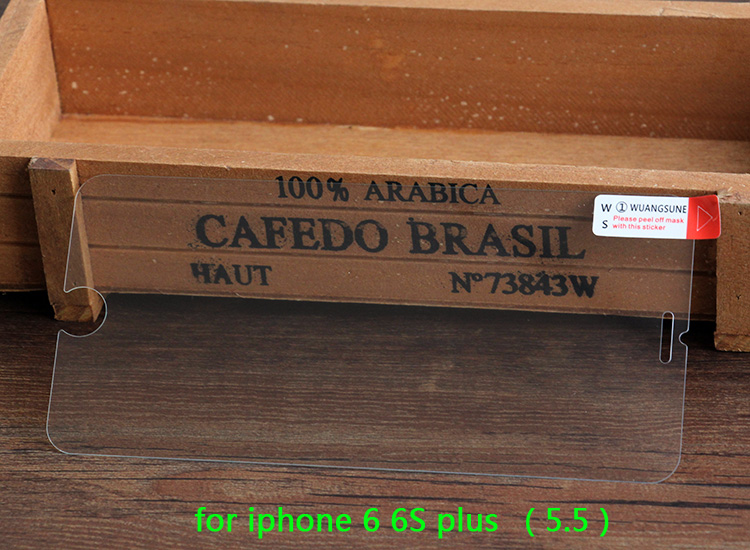 100% ARABICA
CAFEDO BRASIL
HAUT N°73843W
W ① WUANGSUNE
S Please peel off mask
with this sticker
for iphone 6 6S plus ( 5.5 )